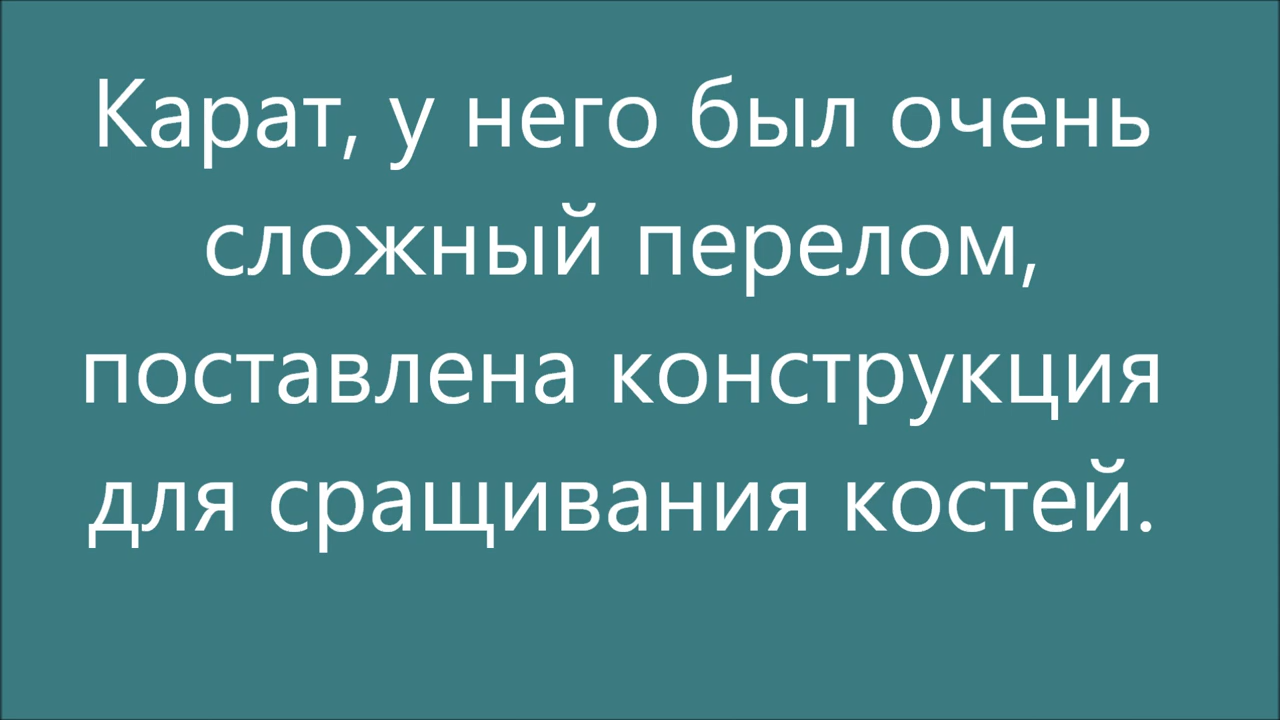 Карат, у него был очень
сложный перелом,
поставлена конструкция
для сращивания костей.